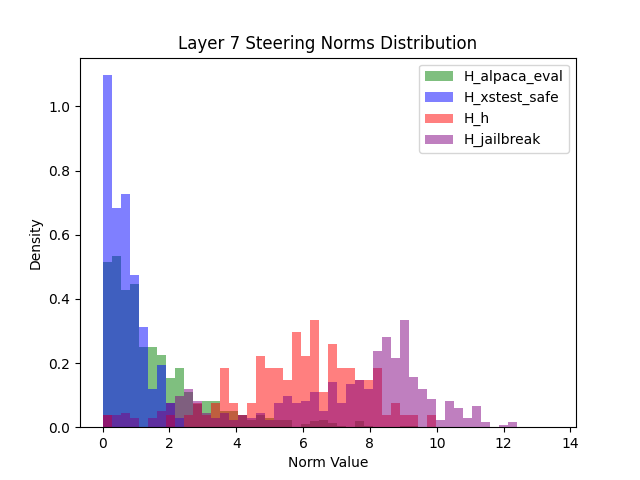 Layer 7 Steering Norms Distribution
H_alpaca_eval
H_xstest_safe
H_h
H_jailbreak
Density
1.0
0.8
0.6
0.4
0.2
0.0
0 2 4 6 8 10 12 14
Norm Value